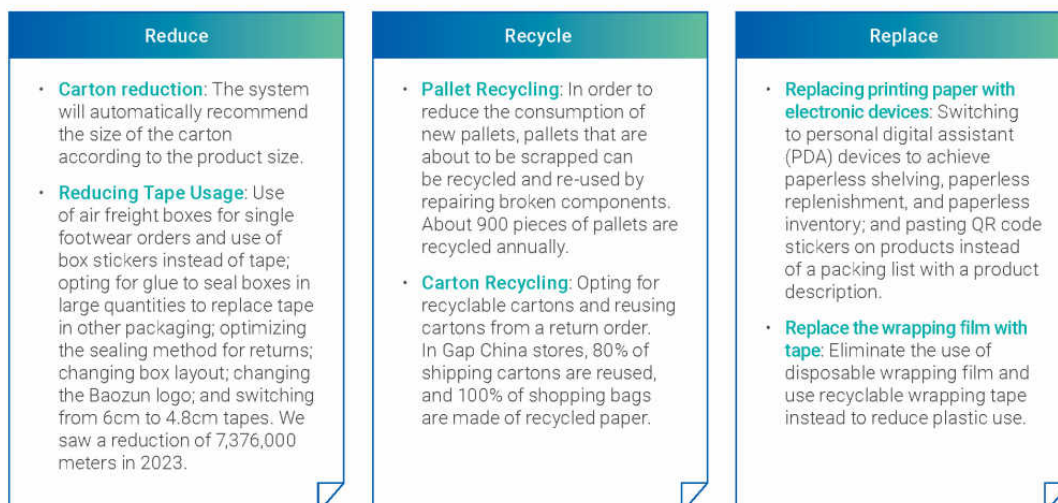 Reduce
• Carton reduction: The system
will automatically recommend
the size of the carton
according to the product size.
• Reducing Tape Usage: Use
of air freight boxes for single
footwear orders and use of
box stickers instead of tape;
opting for glue to seal boxes in
large quantities to replace tape
in other packaging; optimizing
the sealing method for returns;
changing box layout; changing
the Baozun logo; and switching
from 6cm to 4.8cm tapes. We
saw a reduction of 7,376,000
meters in 2023.
Recycle
• Pallet Recycling: In order to
reduce the consumption of
new pallets, pallets that are
about to be scrapped can
be recycled and re-used by
repairing broken components.
About 900 pieces of pallets are
recycled annually.
• Carton Recycling: Opting for
recyclable cartons and reusing
cartons from a return order.
In Gap China stores, 80% of
shipping cartons are reused,
and 100% of shopping bags
are made of recycled paper.
Replace
• Replacing printing paper with
electronic devices: Switching
to personal digital assistant
(PDA) devices to achieve
paperless shelving, paperless
replenishment, and paperless
inventory; and pasting QR code
stickers on products instead
of a packing list with a product
description.
• Replace the wrapping film with
tape: Eliminate the use of
disposable wrapping film and
use recyclable wrapping tape
instead to reduce plastic use.